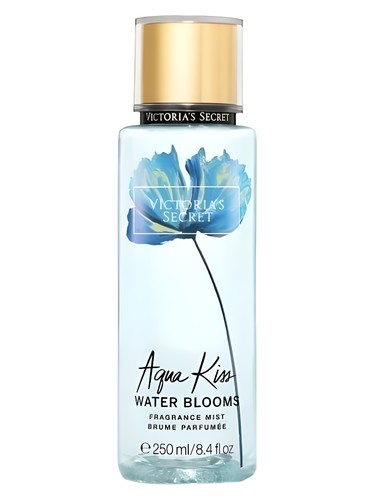 VICTORIA'S SECRET
VICTORIA'S
SECRET
Aqua Kiss
WATER BLOOMS
FRAGRANCE MIST
BRUME PARFUMÉE
℮ 250 ml/8.4 fl oz